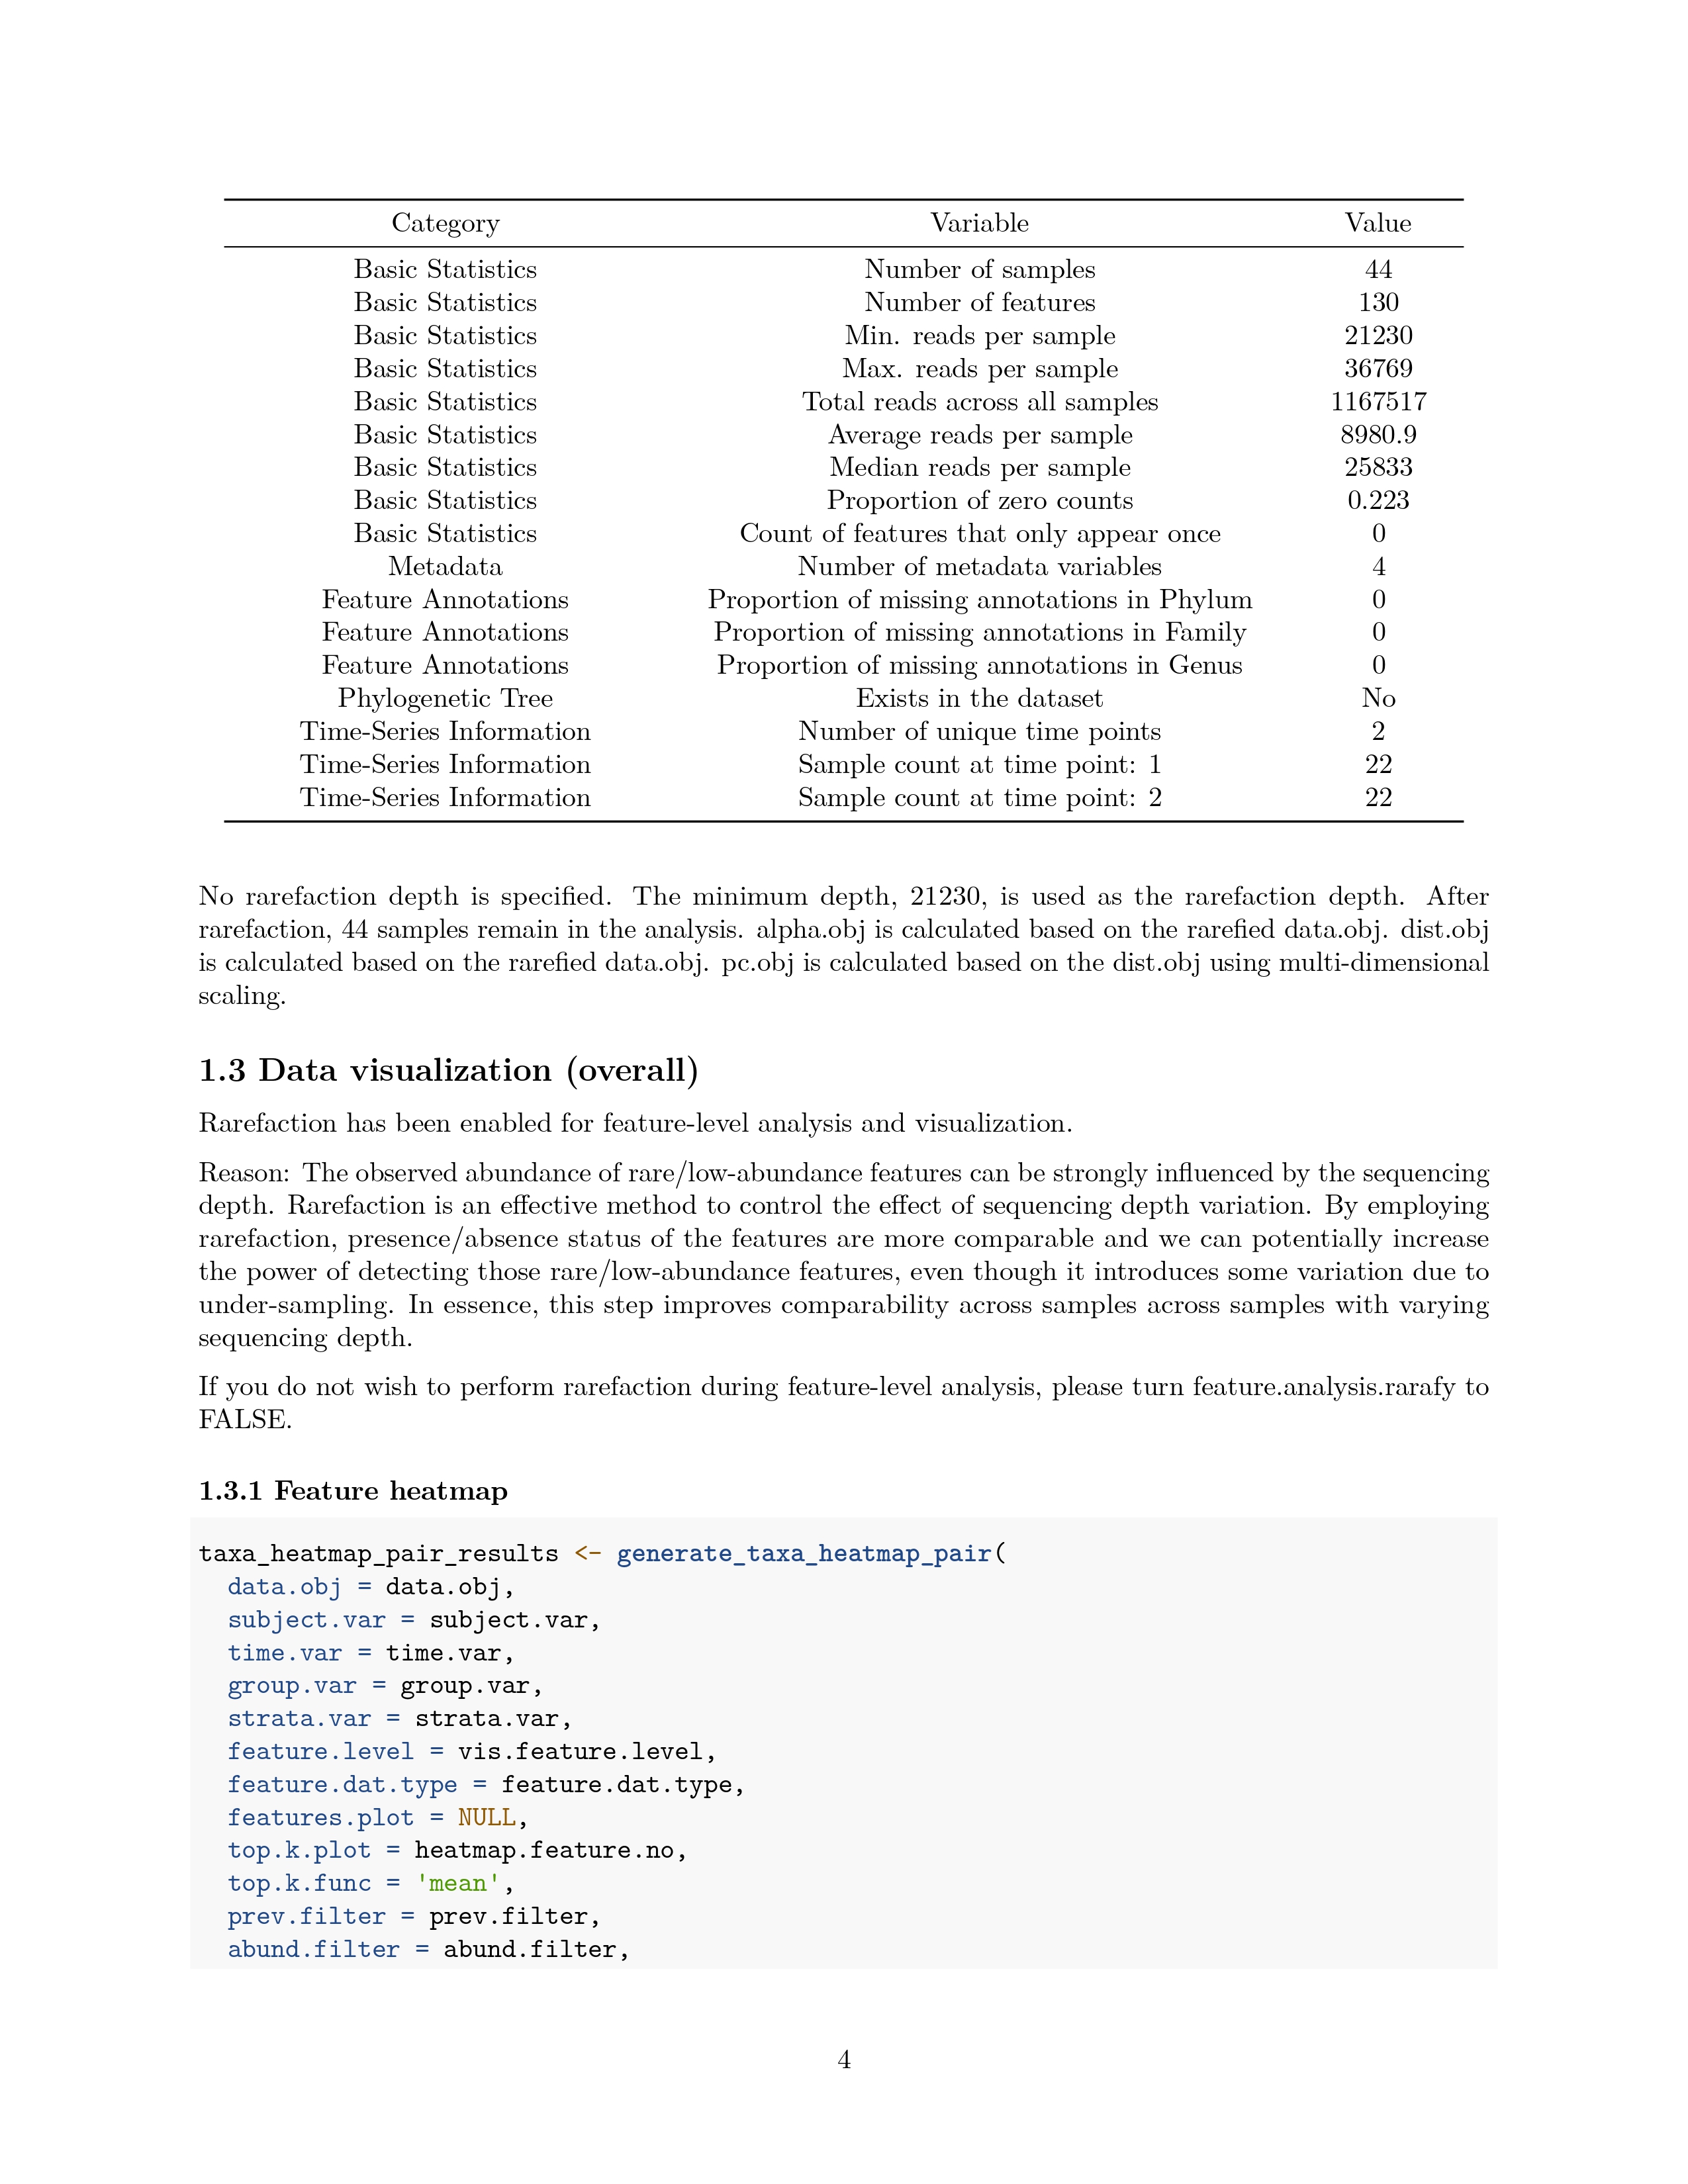 Category Variable Value
Basic Statistics Number of samples 44
Basic Statistics Number of features 130
Basic Statistics Min. reads per sample 21230
Basic Statistics Max. reads per sample 36769
Basic Statistics Total reads across all samples 1167517
Basic Statistics Average reads per sample 8980.9
Basic Statistics Median reads per sample 25833
Basic Statistics Proportion of zero counts 0.223
Basic Statistics Count of features that only appear once 0
Metadata Number of metadata variables 4
Feature Annotations Proportion of missing annotations in Phylum 0
Feature Annotations Proportion of missing annotations in Family 0
Feature Annotations Proportion of missing annotations in Genus 0
Phylogenetic Tree Exists in the dataset No
Time-Series Information Number of unique time points 2
Time-Series Information Sample count at time point: 1 22
Time-Series Information Sample count at time point: 2 22
No rarefaction depth is specified. The minimum depth, 21230, is used as the rarefaction depth. After
rarefaction, 44 samples remain in the analysis. alpha.obj is calculated based on the rarefied data.obj. dist.obj
is calculated based on the rarefied data.obj. pc.obj is calculated based on the dist.obj using multi-dimensional
scaling.
1.3 Data visualization (overall)
Rarefaction has been enabled for feature-level analysis and visualization.
Reason: The observed abundance of rare/low-abundance features can be strongly influenced by the sequencing
depth. Rarefaction is an effective method to control the effect of sequencing depth variation. By employing
rarefaction, presence/absence status of the features are more comparable and we can potentially increase
the power of detecting those rare/low-abundance features, even though it introduces some variation due to
under-sampling. In essence, this step improves comparability across samples across samples with varying
sequencing depth.
If you do not wish to perform rarefaction during feature-level analysis, please turn feature.analysis.rarafy to
FALSE.
1.3.1 Feature heatmap
taxa_heatmap_pair_results <- generate_taxa_heatmap_pair(
data.obj = data.obj,
subject.var = subject.var,
time.var = time.var,
group.var = group.var,
strata.var = strata.var,
feature.level = vis.feature.level,
feature.dat.type = feature.dat.type,
features.plot = NULL,
top.k.plot = heatmap.feature.no,
top.k.func = 'mean',
prev.filter = prev.filter,
abund.filter = abund.filter,
4